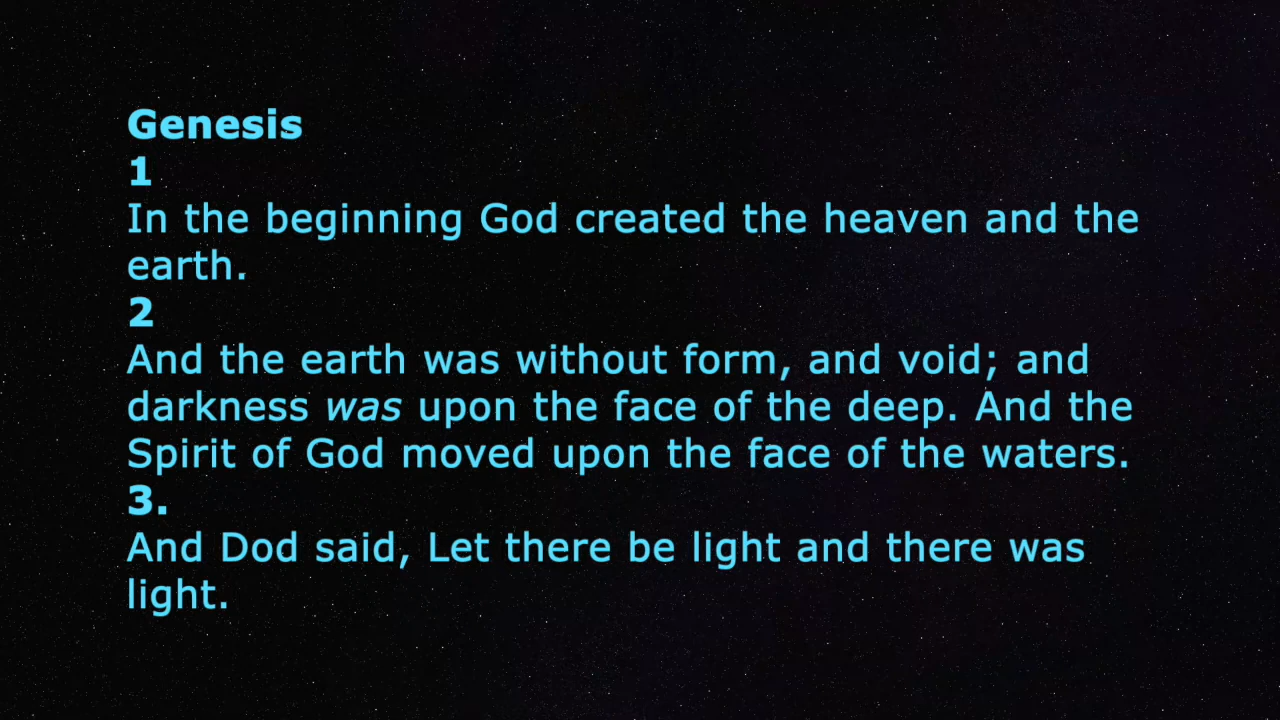 Genesis
1
In the beginning God created the heaven and the
earth.
2
And the earth was without form, and void; and
darkness was upon the face of the deep. And the
Spirit of God moved upon the face of the waters.
3.
And Dod said, Let there be light and there was
light.